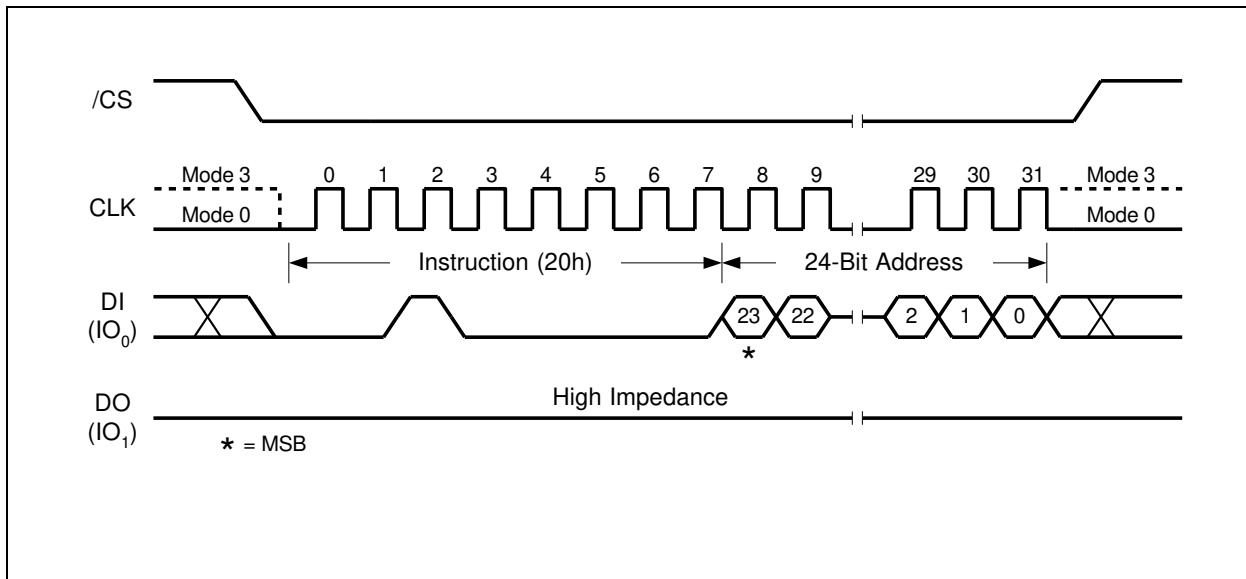 /CS
Mode 3 0 1 2 3 4 5 6 7 8 9 29 30 31 Mode 3
CLK Mode 0 Mode 0
Instruction (20h) 24-Bit Address
DI
(IO0) 23 22 2 1 0
*
High Impedance
DO
(IO1)
* = MSB